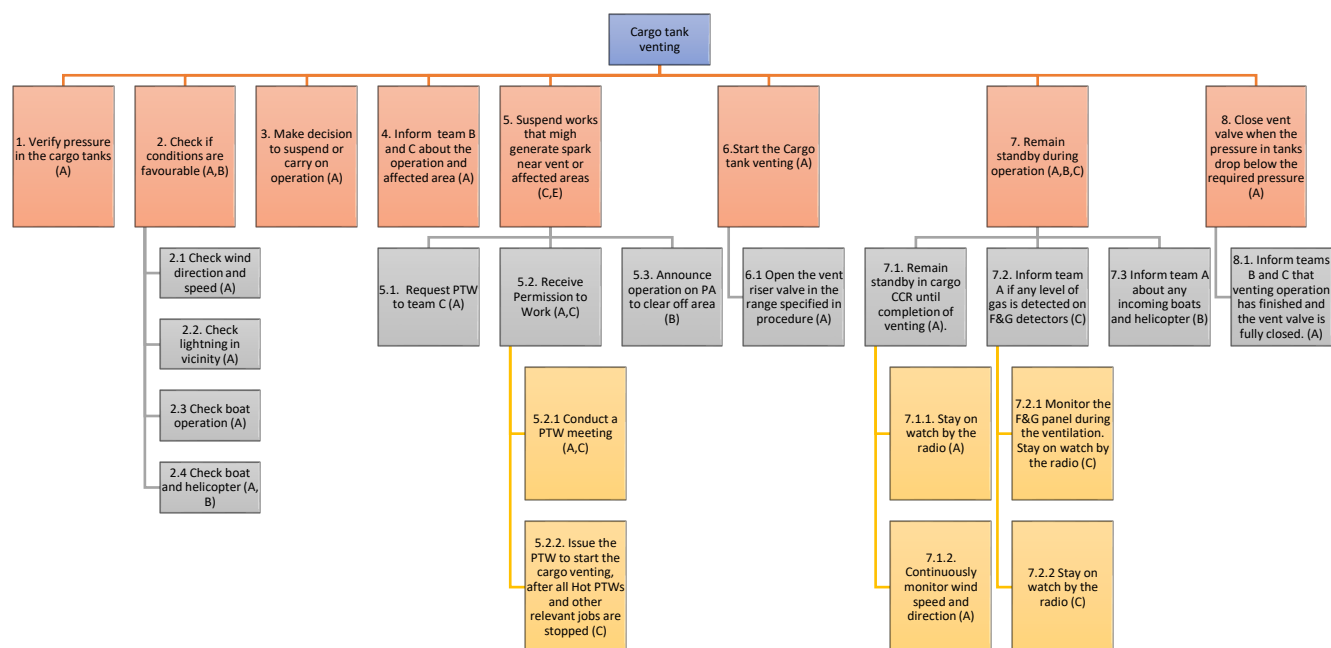 Cargo tank
venting
1. Verify pressure
in the cargo tanks
(A)
2. Check if
conditions are
favourable (A,B)
3. Make decision
to suspend or
carry on
operation (A)
4. Inform team B
and C about the
operation and
affected area (A)
5. Suspend works
that migh
generate spark
near vent or
affected areas
(C,E)
6.Start the Cargo
tank venting (A)
7. Remain
standby during
operation (A,B,C)
8. Close vent
valve when the
pressure in tanks
drop below the
required pressure
(A)
2.1 Check wind
direction and
speed (A)
2.2. Check
lightning in
vicinity (A)
2.3 Check boat
operation (A)
2.4 Check boat
and helicopter (A,
B)
5.1. Request PTW
to team C (A)
5.2. Receive
Permission to
Work (A,C)
5.3. Announce
operation on PA
to clear off area
(B)
6.1 Open the vent
riser valve in the
range specified in
procedure (A)
7.1. Remain
standby in cargo
CCR until
completion of
venting (A).
7.2. Inform team
A if any level of
gas is detected on
F&G detectors (C)
7.3 Inform team A
about any
incoming boats
and helicopter (B)
8.1. Inform teams
B and C that
venting operation
has finished and
the vent valve is
fully closed. (A)
5.2.1 Conduct a
PTW meeting
(A,C)
5.2.2. Issue the
PTW to start the
cargo venting,
after all Hot PTWs
and other
relevant jobs are
stopped (C)
7.1.1. Stay on
watch by the
radio (A)
7.1.2.
Continuously
monitor wind
speed and
direction (A)
7.2.1 Monitor the
F&G panel during
the ventilation.
Stay on watch by
the radio (C)
7.2.2 Stay on
watch by the
radio (C)